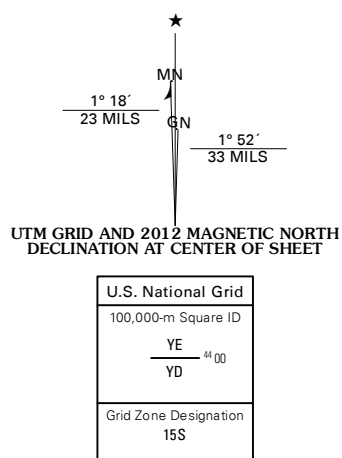 ★
MN
1° 18´
23 MILS
GN
1° 52´
33 MILS
UTM GRID AND 2012 MAGNETIC NORTH
DECLINATION AT CENTER OF SHEET
U.S. National Grid
100,000-m Square ID
YE
44 00
YD
Grid Zone Designation
15S